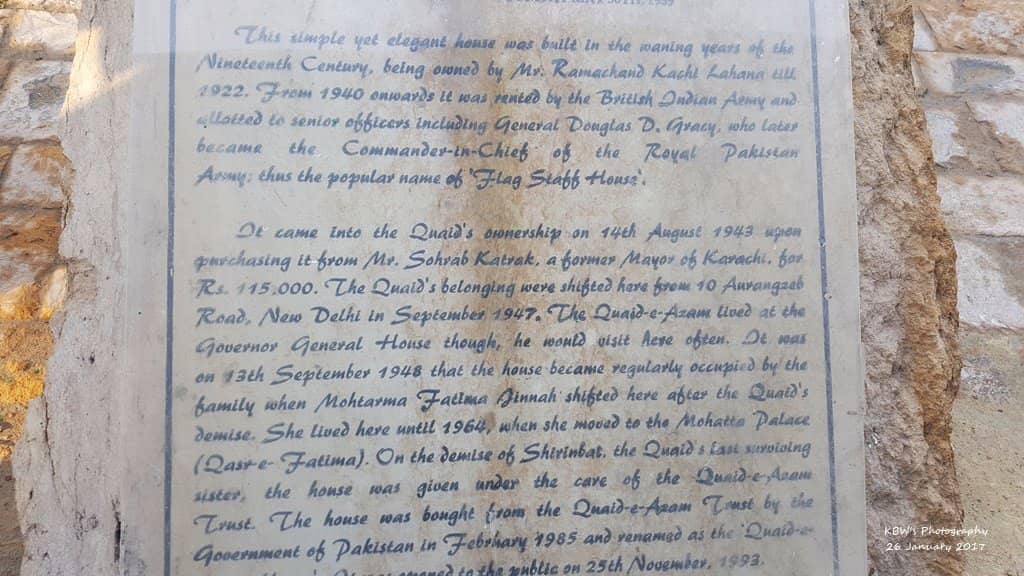 This simple yet elegant house was built in the waning years of the
Nineteenth Century, being owned by Mr. Ramachand Kachi Lahana till
1922. From 1940 onwards it was rented by the British Indian Army and
allotted to senior officers including General Douglas D. Gracy, who later
became the Commander-in-Chief of the Royal Pakistan
Army; thus the popular name of 'Flag Staff House'.
It came into the Quaid's ownership on 14th August 1943 upon
purchasing it from Mr. Sohrab Katrak, a former Mayor of Karachi, for
Rs. 115,000. The Quaid's belonging were shifted here from 10 Aurangzeb
Road, New Delhi in September 1947. The Quaid-e-Azam lived at the
Governor General House though, he would visit here often. It was
on 13th September 1948 that the house became regularly occupied by the
family when Mohtarma Fatima Jinnah shifted here after the Quaid's
demise. She lived here until 1964, when she moved to the Mohatta Palace
(Qasr-e- Fatima). On the demise of Shirinbai, the Quaid's last surviving
sister, the house was given under the care of the Quaid-e-Azam
Trust. The house was bought from the Quaid-e-Azam Trust by the
Government of Pakistan in Febrhary 1985 and renamed as the 'Quaid-e-
opened to the public on 25th November, 1993.
KBW's Photography
26 January 2017